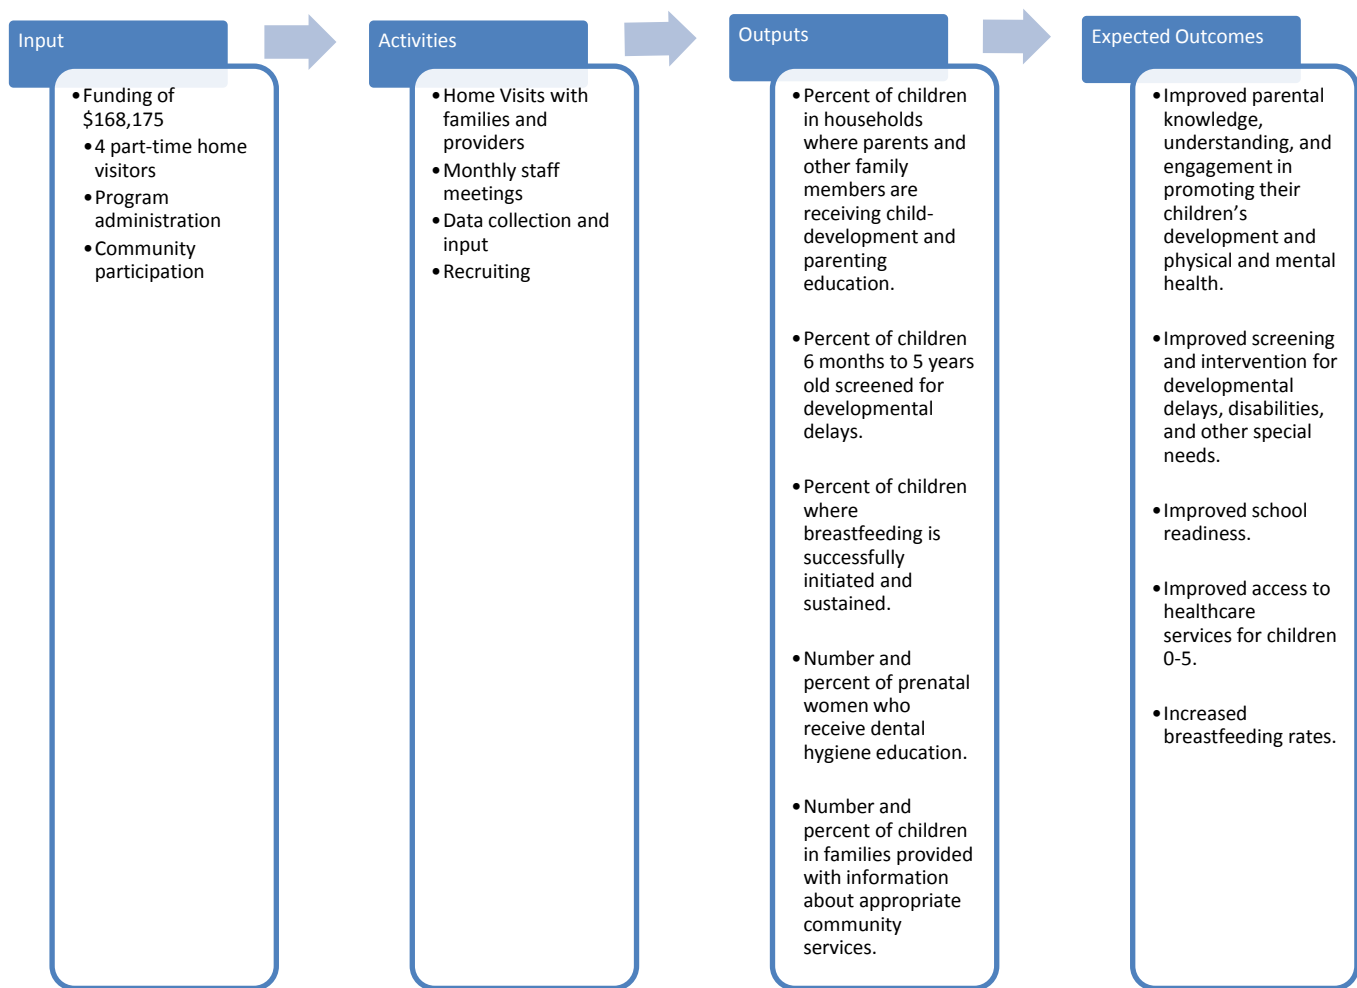 Input
•Funding of
$168,175
•4 part-time home
visitors
•Program
administration
•Community
participation
Activities
•Home Visits with
families and
providers
•Monthly staff
meetings
•Data collection and
input
•Recruiting
Outputs
•Percent of children
in households
where parents and
other family
members are
receiving child-
development and
parenting
education.
•Percent of children
6 months to 5 years
old screened for
developmental
delays.
•Percent of children
where
breastfeeding is
successfully
initiated and
sustained.
•Number and
percent of prenatal
women who
receive dental
hygiene education.
•Number and
percent of children
in families provided
with information
about appropriate
community
services.
Expected Outcomes
•Improved parental
knowledge,
understanding, and
engagement in
promoting their
children’s
development and
physical and mental
health.
•Improved screening
and intervention for
developmental
delays, disabilities,
and other special
needs.
•Improved school
readiness.
•Improved access to
healthcare
services for children
0-5.
•Increased
breastfeeding rates.